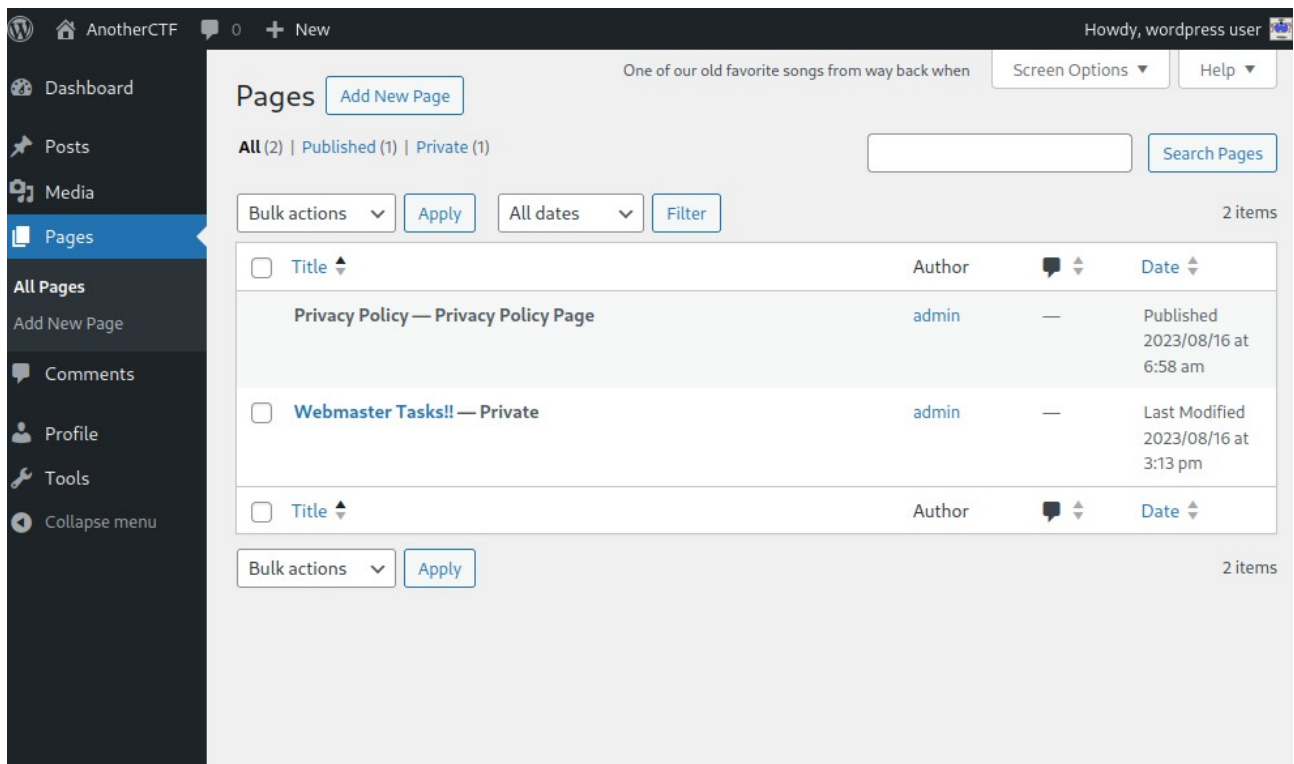 AnotherCTF 0 New Howdy, wordpress user
Dashboard
Posts
Media
Pages
All Pages
Add New Page
Comments
Profile
Tools
Collapse menu
One of our old favorite songs from way back when
Screen Options ▼
Help ▼
Pages Add New Page
All (2) | Published (1) | Private (1)
Search Pages
Bulk actions Apply All dates Filter 2 items
Title Author Date
Privacy Policy — Privacy Policy Page admin — Published
2023/08/16 at
6:58 am
Webmaster Tasks!! — Private admin — Last Modified
2023/08/16 at
3:13 pm
Title Author Date
Bulk actions Apply 2 items